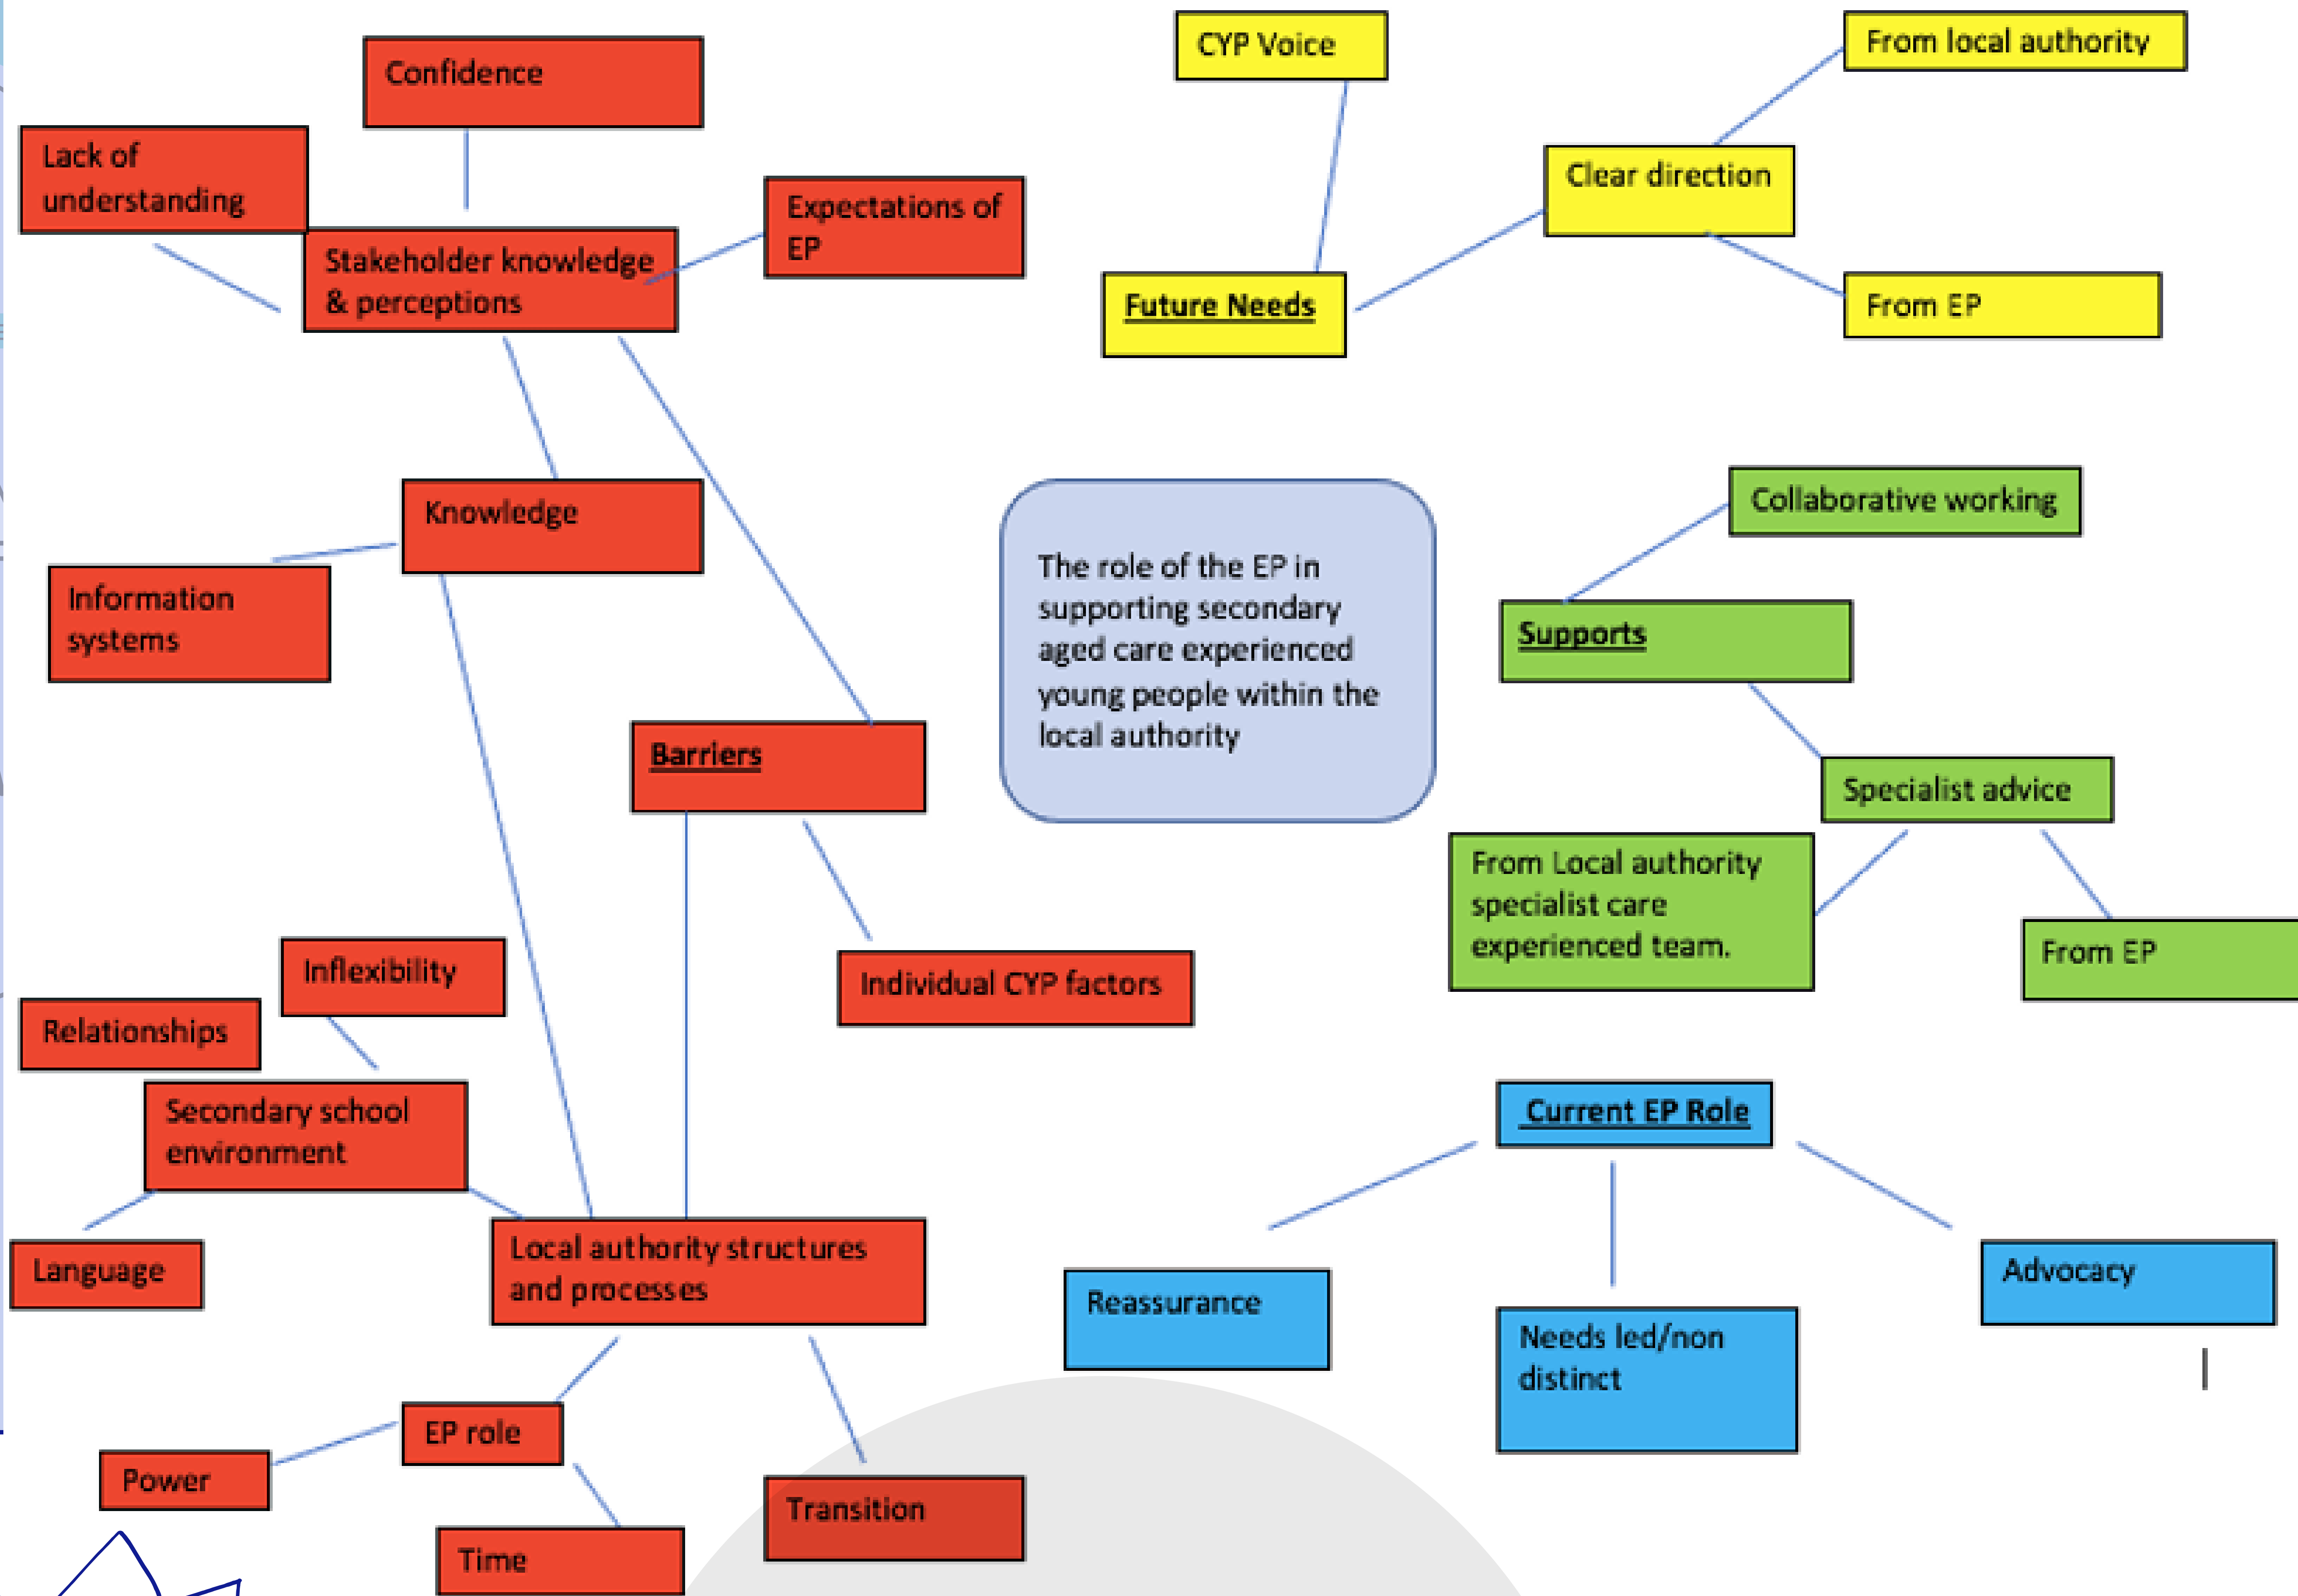 Confidence
Lack of
understanding
Expectations of
EP
Stakeholder knowledge
& perceptions
Knowledge
Information
systems
Barriers
Individual CYP factors
Inflexibility
Relationships
Secondary school
environment
Language
Local authority structures
and processes
EP role
Power
Time
Transition
CYP Voice
From local authority
Clear direction
Future Needs
From EP
The role of the EP in
supporting secondary
aged care experienced
young people within the
local authority
Collaborative working
Supports
Specialist advice
From Local authority
specialist care
experienced team.
From EP
Current EP Role
Reassurance
Needs led/non
distinct
Advocacy